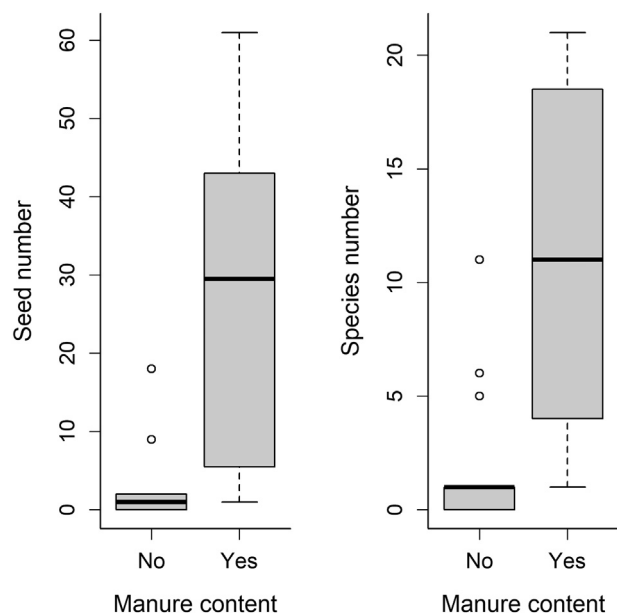 Seed number
60
50
40
30
20
10
0
No Yes
Manure content
Species number
20
15
10
5
0
No Yes
Manure content